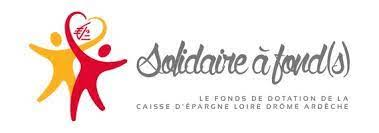 Solidaire à fond(s)
LE FONDS DE DOTATION DE LA
CAISSE D'ÉPARGNE LOIRE DRÔME ARDÈCHE